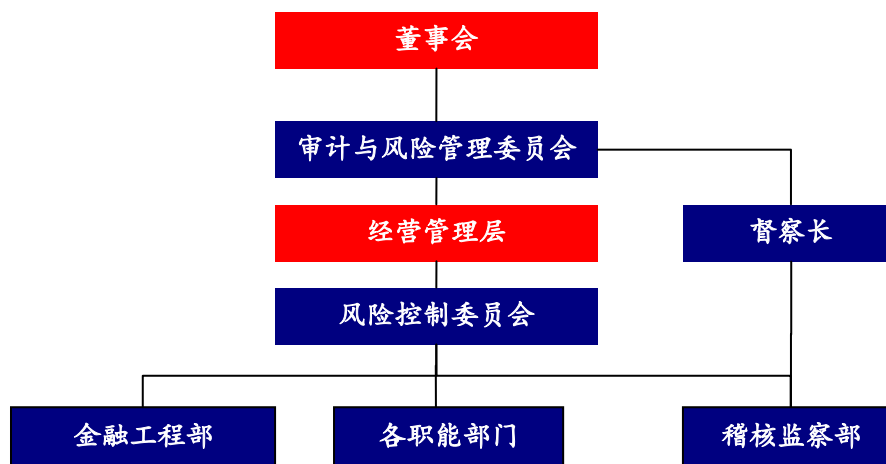 董事会
审计与风险管理委员会
经营管理层
督察长
风险控制委员会
金融工程部
各职能部门
稽核监察部